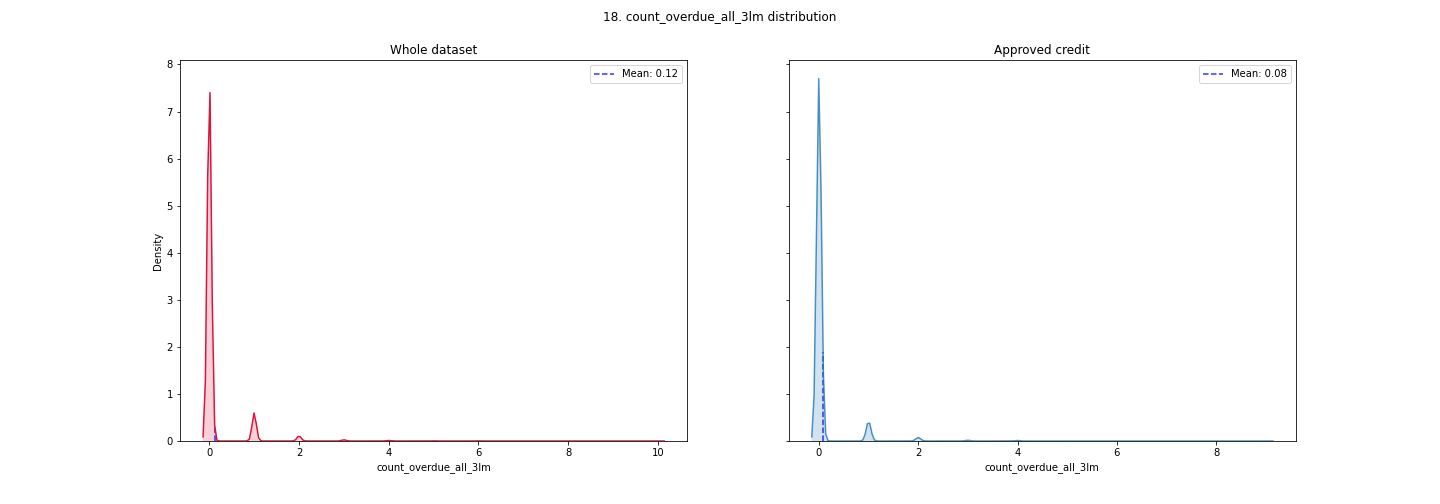 18. count_overdue_all_3lm distribution
Whole dataset
Mean: 0.12
8
7
6
5
4
3
2
1
0
Density
0 2 4 6 8 10
count_overdue_all_3lm
Approved credit
Mean: 0.08
0 2 4 6 8
count_overdue_all_3lm